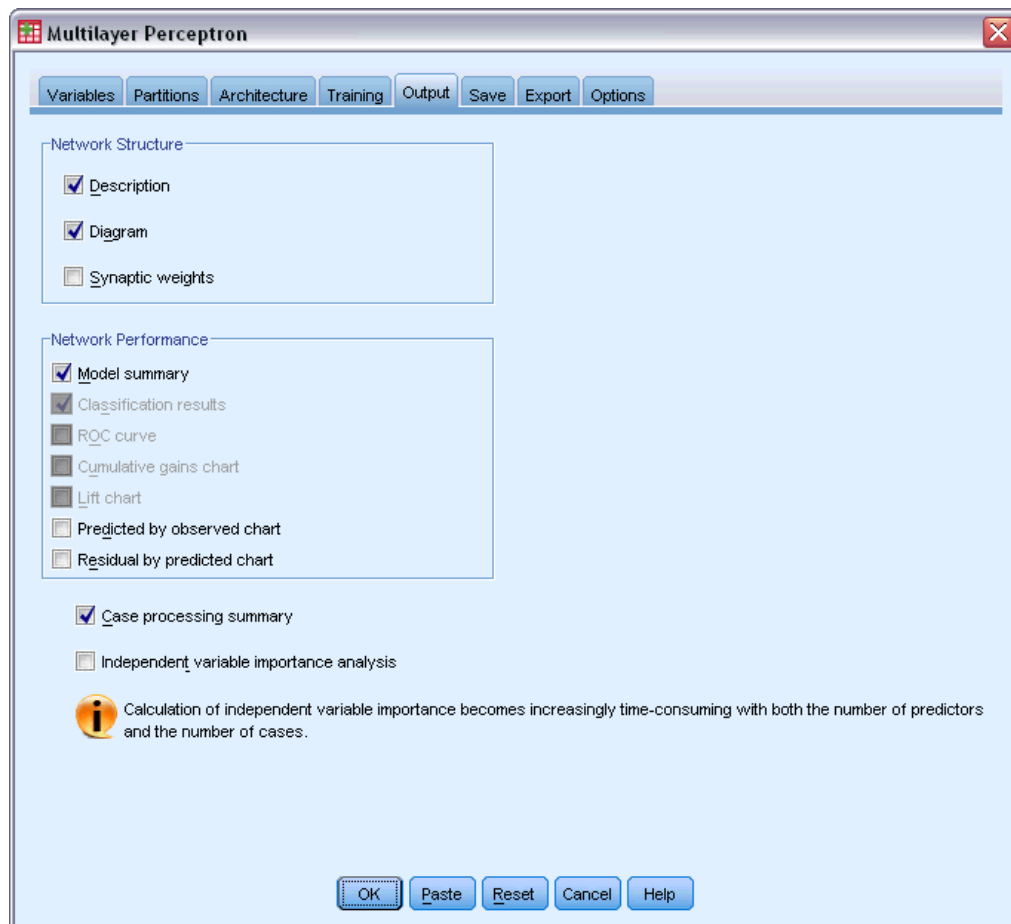 Multilayer Perceptron
Variables Partitions Architecture Training Output Save Export Options
Network Structure
Description
Diagram
Synaptic weights
Network Performance
Model summary
Classification results
ROC curve
Cumulative gains chart
Lift chart
Predicted by observed chart
Residual by predicted chart
Case processing summary
Independent variable importance analysis
Calculation of independent variable importance becomes increasingly time-consuming with both the number of predictors
and the number of cases.
OK Paste Reset Cancel Help